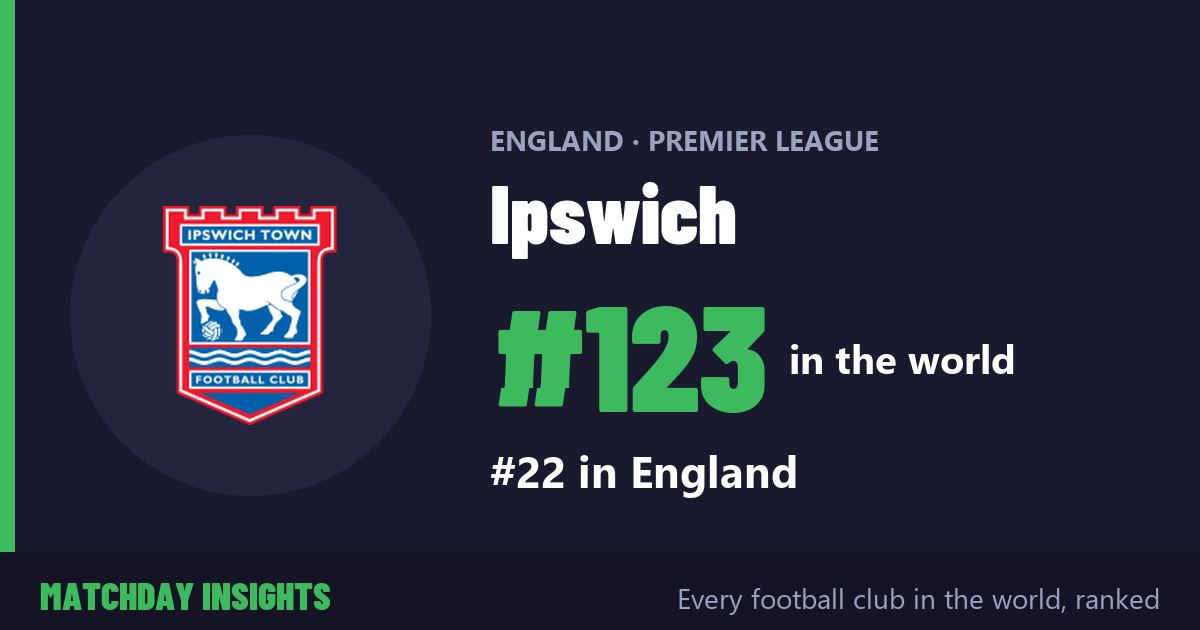 ENGLAND · PREMIER LEAGUE
Ipswich
IPSWICH TOWN
FOOTBALL CLUB
#123 in the world
#22 in England
MATCHDAY INSIGHTS
Every football club in the world, ranked